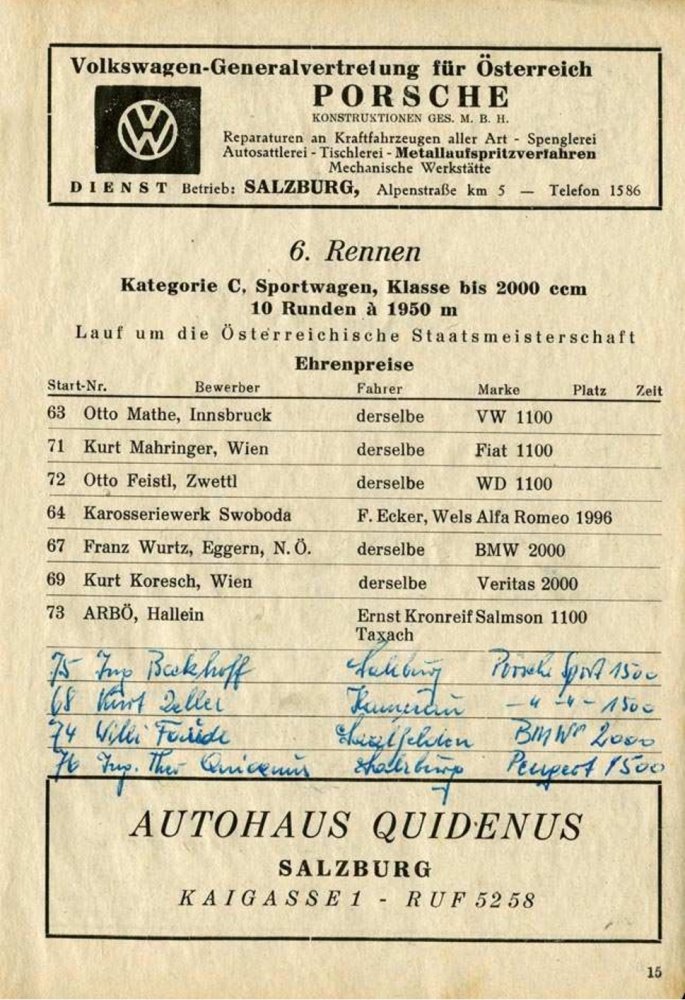 Volkswagen-Generalvertretung für Österreich
PORSCHE
KONSTRUKTIONEN GES. M. B. H.
Reparaturen an Kraftfahrzeugen aller Art - Spenglerei
Autosattlerei - Tischlerei - Metallaufspritzverfahren
Mechanische Werkstätte
DIENST Betrieb: SALZBURG, Alpenstraße km 5 — Telefon 1586
6. Rennen
Kategorie C, Sportwagen, Klasse bis 2000 ccm
10 Runden à 1950 m
Lauf um die Österreichische Staatsmeisterschaft
Ehrenpreise
Start-Nr. Bewerber Fahrer Marke Platz Zeit
63 Otto Mathe, Innsbruck derselbe VW 1100
71 Kurt Mahringer, Wien derselbe Fiat 1100
72 Otto Feistl, Zwettl derselbe WD 1100
64 Karosseriewerk Swoboda F. Ecker, Wels Alfa Romeo 1996
67 Franz Wurtz, Eggern, N. Ö. derselbe BMW 2000
69 Kurt Koresch, Wien derselbe Veritas 2000
73 ARBÖ, Hallein Ernst Kronreif Salmson 1100
Taxach
75 Ing Salzburg Porsche Sport 1500
68 Kurt Zeller -"- -"- 1500
74 Willi Saalfelden BMW 2000
76 Ing. Salzburg Peugeot 1500
AUTOHAUS QUIDENUS
SALZBURG
KAIGASSE 1 - RUF 52 58
15